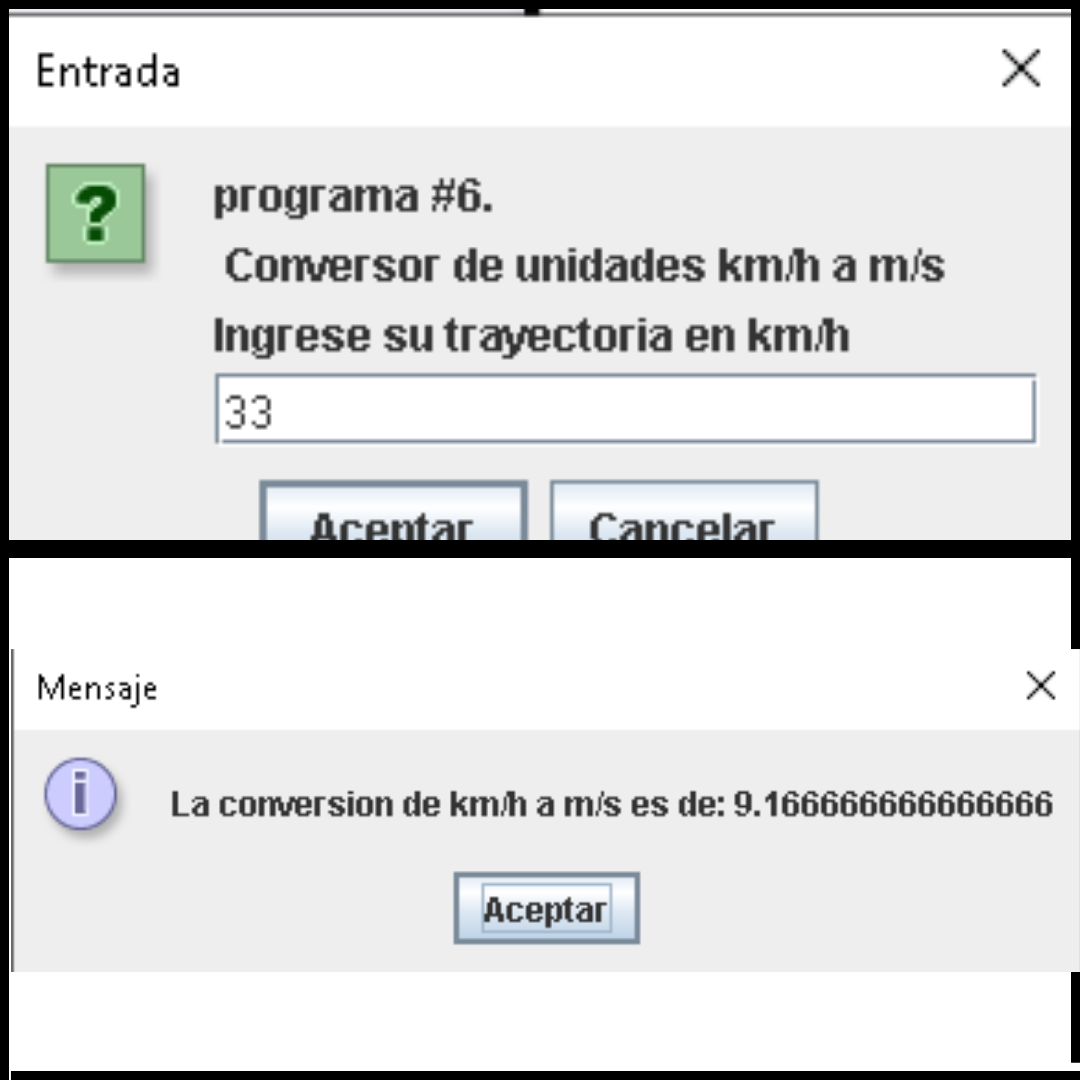 Entrada
programa #6.
Conversor de unidades km/h a m/s
Ingrese su trayectoria en km/h
33
Aceptar Cancelar
Mensaje
La conversion de km/h a m/s es de: 9.166666666666666
Aceptar